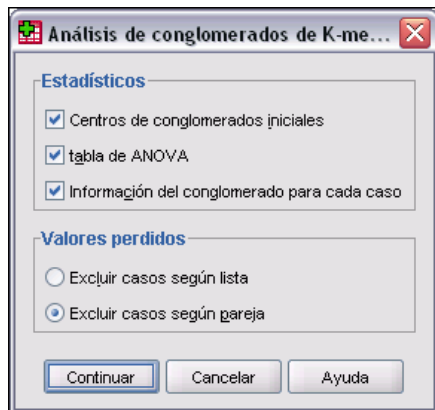 Análisis de conglomerados de K-me...
Estadísticos
Centros de conglomerados iniciales
tabla de ANOVA
Información del conglomerado para cada caso
Valores perdidos
Excluir casos según lista
Excluir casos según pareja
Continuar
Cancelar
Ayuda